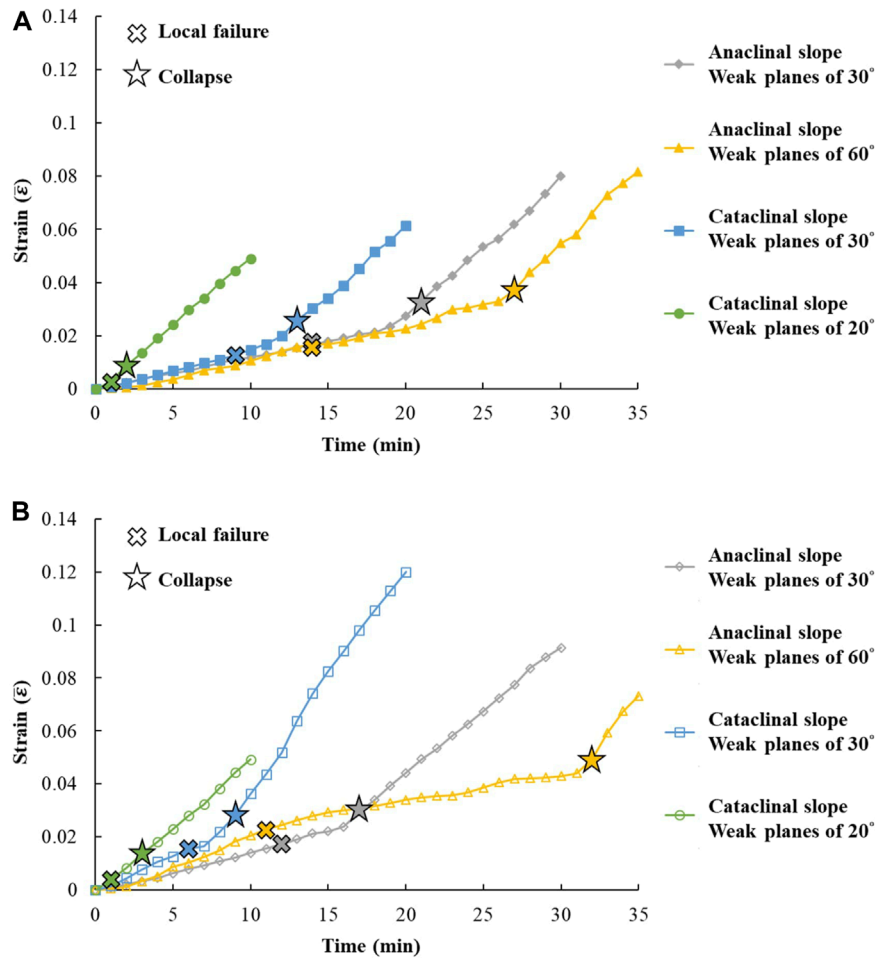 A
0.14
0.12
0.1
0.08
0.06
0.04
0.02
0
Strain (ε̅)
Local failure
Collapse
0 5 10 15 20 25 30 35
Time (min)
Anaclinal slope
Weak planes of 30°
Anaclinal slope
Weak planes of 60°
Cataclinal slope
Weak planes of 30°
Cataclinal slope
Weak planes of 20°
B
0.14
0.12
0.1
0.08
0.06
0.04
0.02
0
Strain (ε̅)
Local failure
Collapse
0 5 10 15 20 25 30 35
Time (min)
Anaclinal slope
Weak planes of 30°
Anaclinal slope
Weak planes of 60°
Cataclinal slope
Weak planes of 30°
Cataclinal slope
Weak planes of 20°